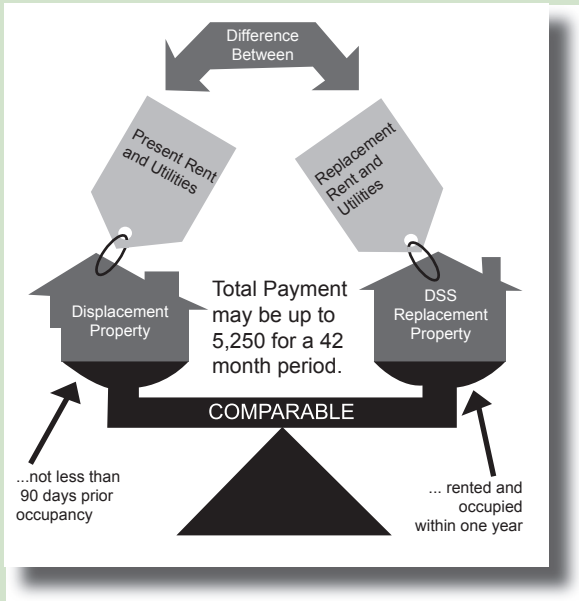 Difference
Between
Present Rent
and Utilities
Replacement
Rent and
Utilities
Displacement
Property
Total Payment
may be up to
5,250 for a 42
month period.
DSS
Replacement
Property
COMPARABLE
...not less than
90 days prior
occupancy
... rented and
occupied
within one year